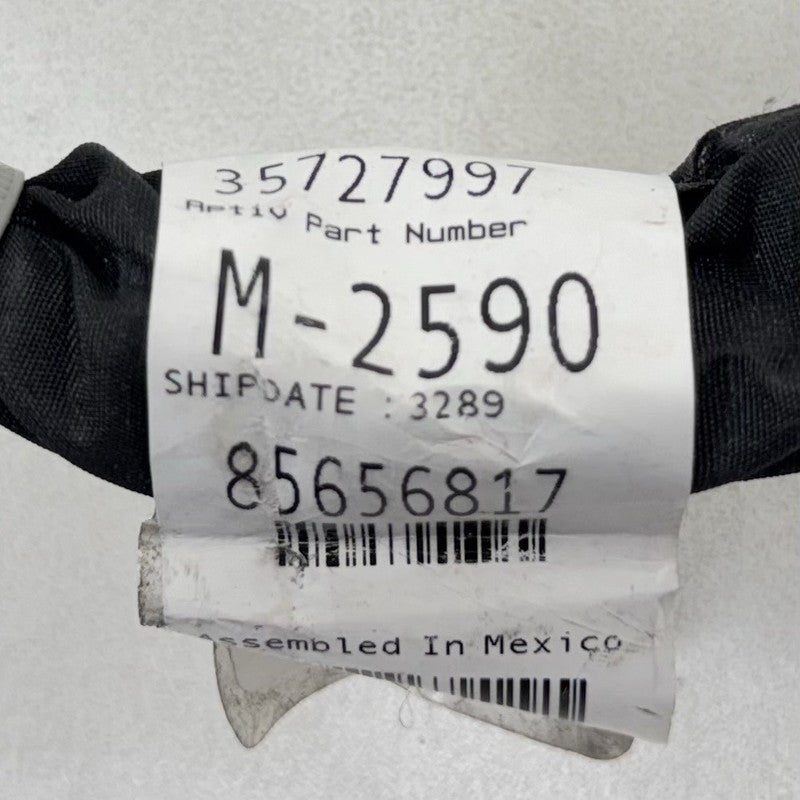 35727997
Aptiv Part Number
M-2590
SHIPDATE : 3289
85656817
Assembled In Mexico